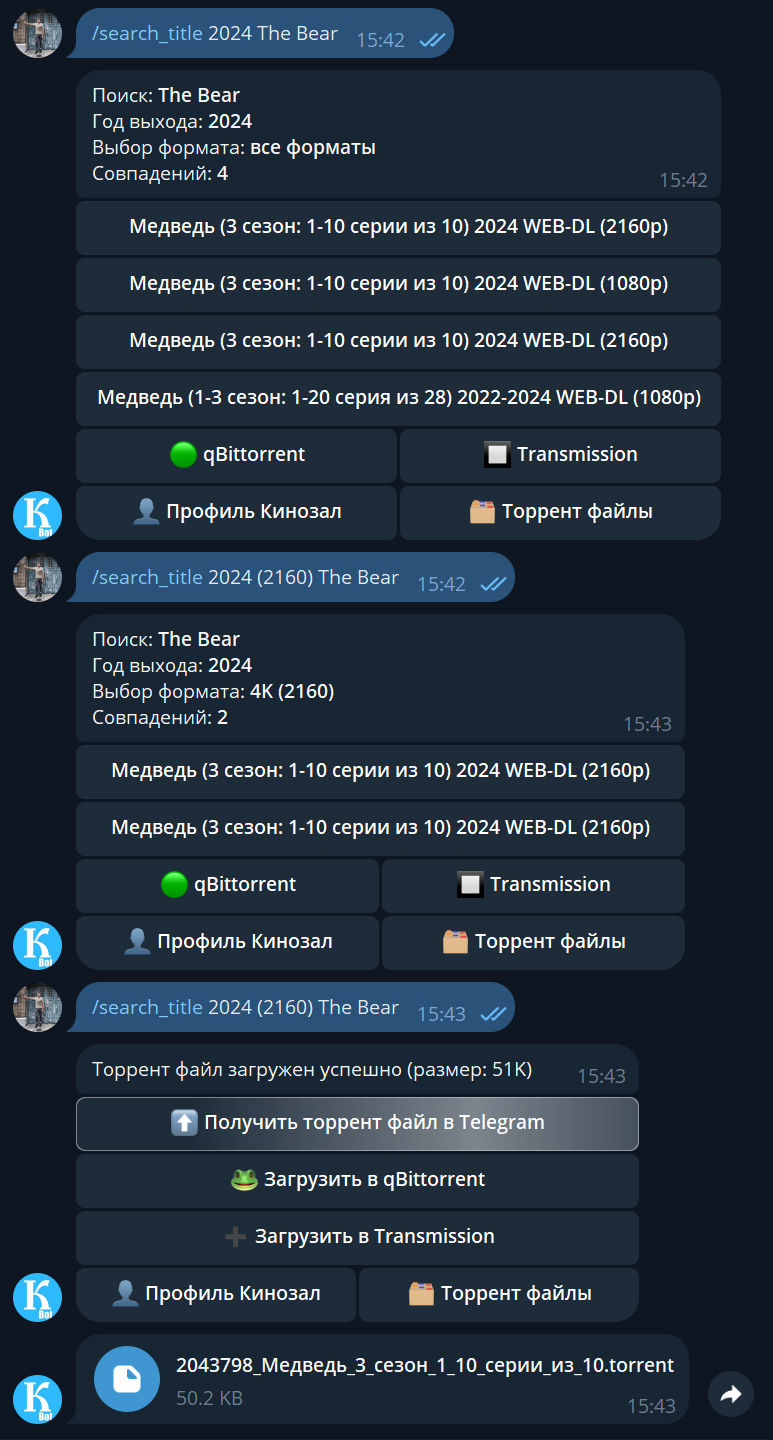 /search_title 2024 The Bear 15:42
Поиск: The Bear
Год выхода: 2024
Выбор формата: все форматы
Совпадений: 4 15:42
Медведь (3 сезон: 1-10 серии из 10) 2024 WEB-DL (2160p)
Медведь (3 сезон: 1-10 серии из 10) 2024 WEB-DL (1080p)
Медведь (3 сезон: 1-10 серии из 10) 2024 WEB-DL (2160p)
Медведь (1-3 сезон: 1-20 серия из 28) 2022-2024 WEB-DL (1080p)
qBittorrent Transmission
Профиль Кинозал Торрент файлы
K Bot
/search_title 2024 (2160) The Bear 15:42
Поиск: The Bear
Год выхода: 2024
Выбор формата: 4K (2160)
Совпадений: 2 15:43
Медведь (3 сезон: 1-10 серии из 10) 2024 WEB-DL (2160p)
Медведь (3 сезон: 1-10 серии из 10) 2024 WEB-DL (2160p)
qBittorrent Transmission
Профиль Кинозал Торрент файлы
K Bot
/search_title 2024 (2160) The Bear 15:43
Торрент файл загружен успешно (размер: 51K) 15:43
Получить торрент файл в Telegram
Загрузить в qBittorrent
Загрузить в Transmission
Профиль Кинозал Торрент файлы
K Bot
2043798_Медведь_3_сезон_1_10_серии_из_10.torrent
50.2 KB 15:43
K Bot